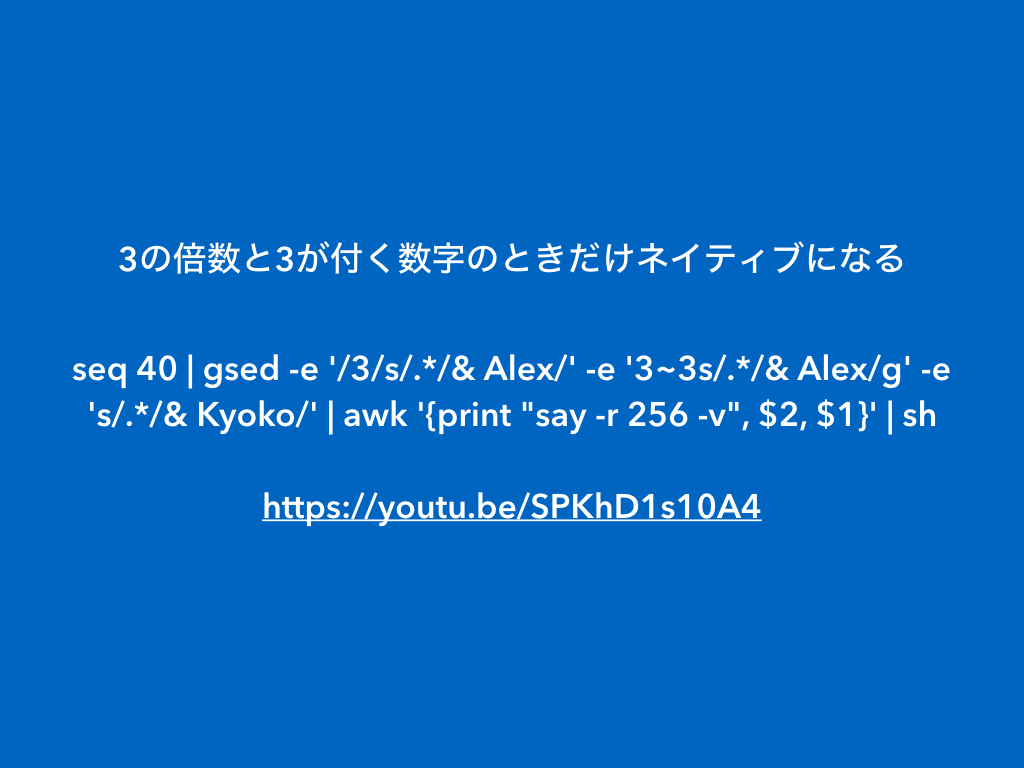 3の倍数と3が付く数字のときだけネイティブになる
seq 40 | gsed -e '/3/s/.*/& Alex/' -e '3~3s/.*/& Alex/g' -e
's/.*/& Kyoko/' | awk '{print "say -r 256 -v", $2, $1}' | sh
https://youtu.be/SPKhD1s10A4